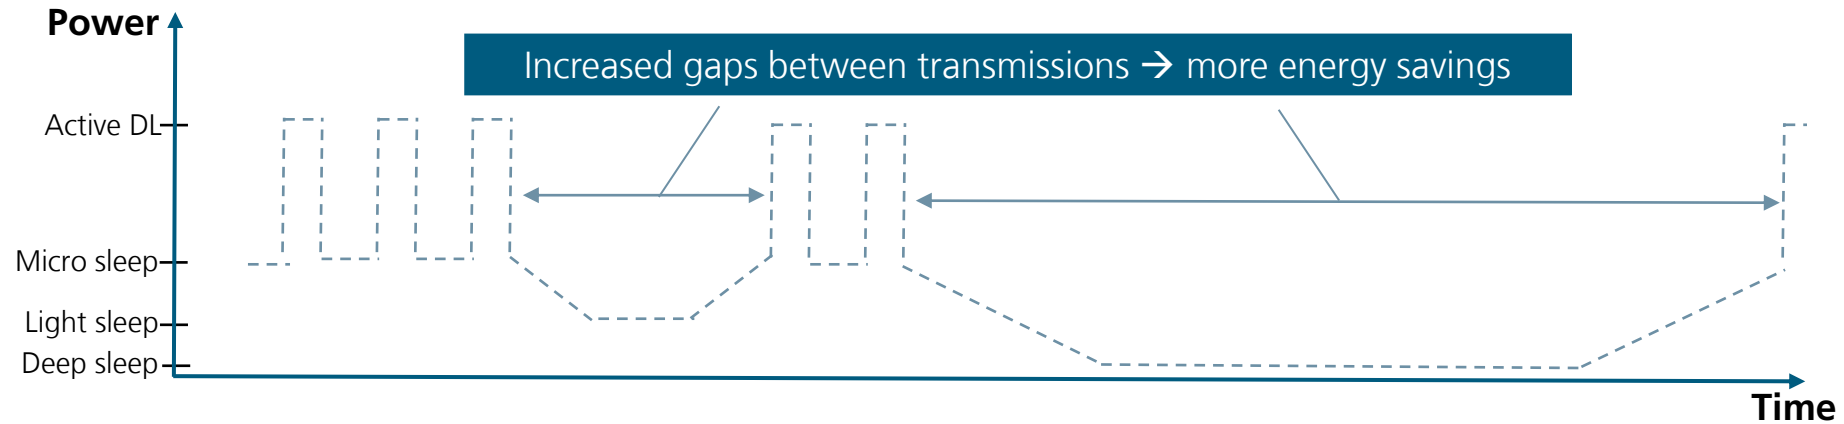 Power
Increased gaps between transmissions → more energy savings
Active DL
Micro sleep
Light sleep
Deep sleep
Time